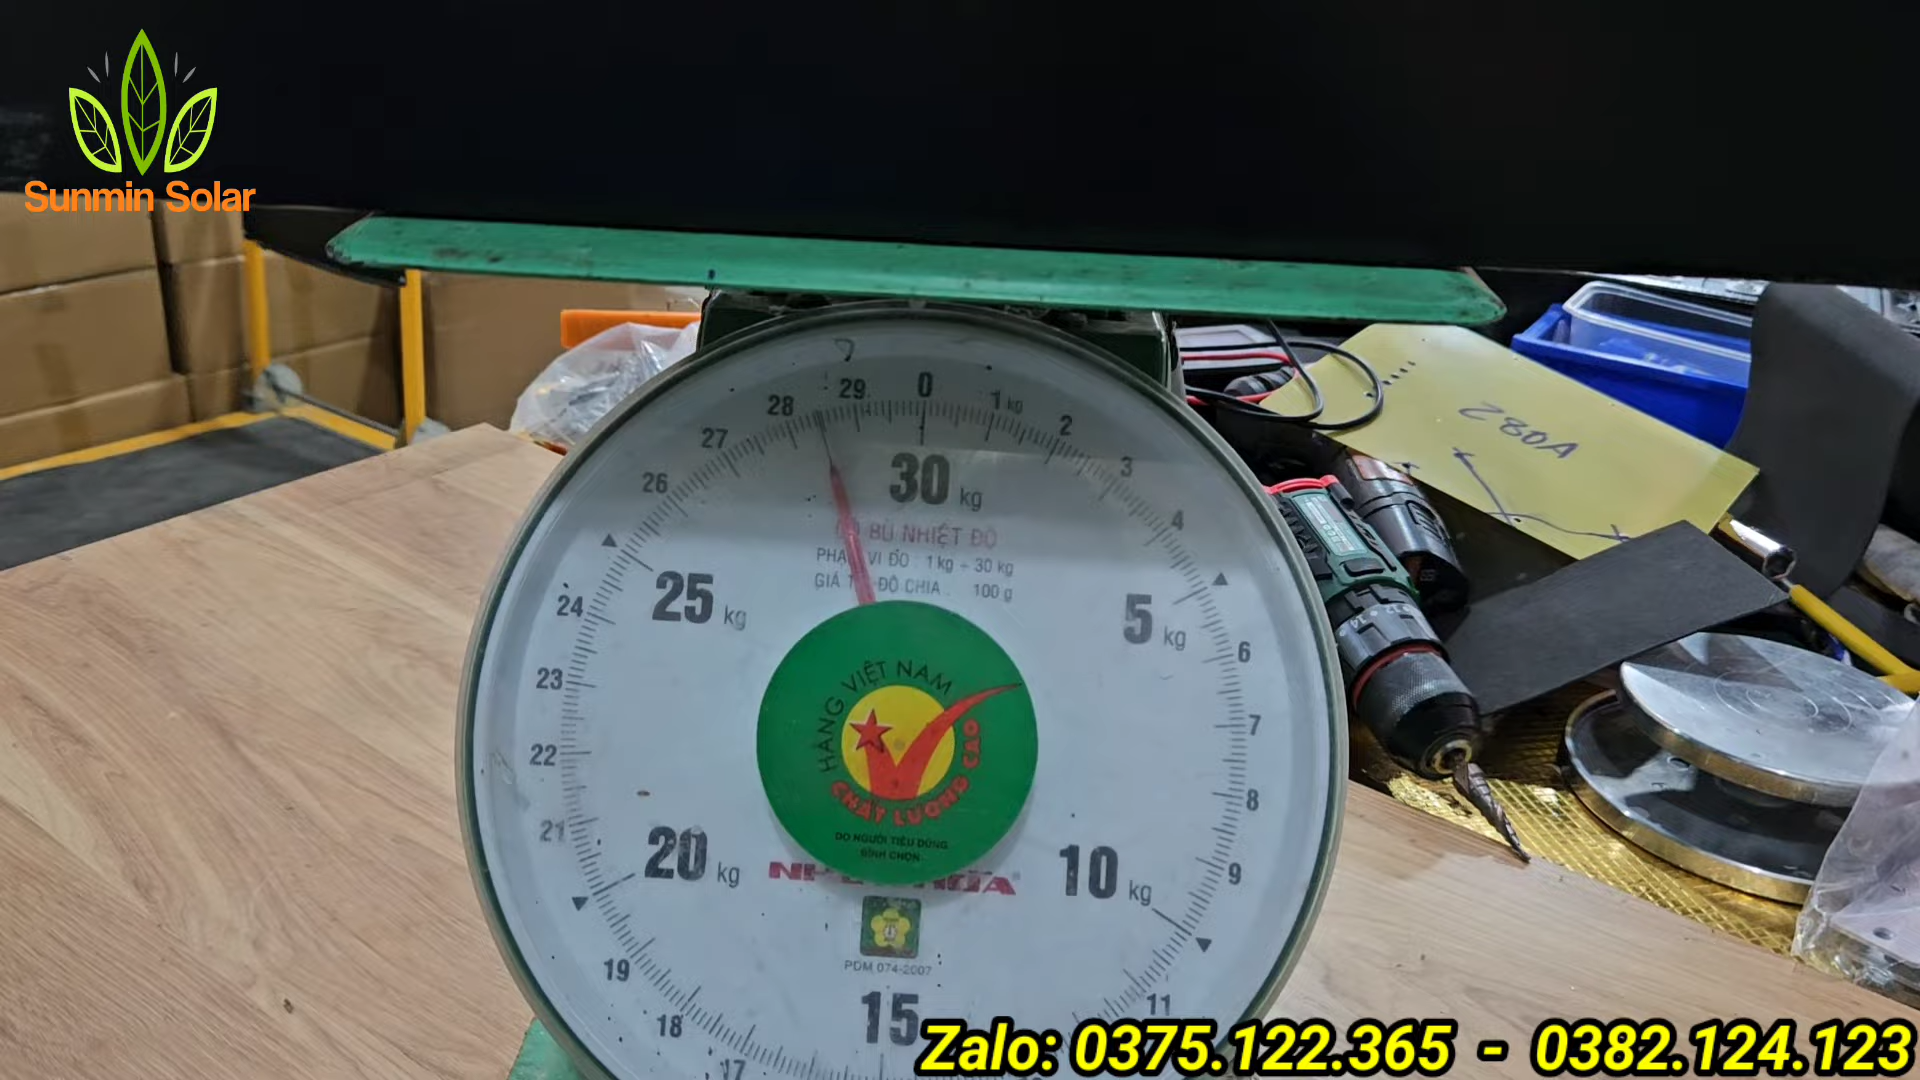 Sunmin Solar
29
0
1 kg
28
2
27
3
26
30 kg
4
BÙ NHIỆT ĐỘ
PHẠM VI ĐO : 1 kg ÷ 30 kg
GIÁ TRỊ ĐỘ CHIA : 100 g
25 kg
5 kg
24
6
23
7
22
8
21
9
HÀNG VIỆT NAM
CHẤT LƯỢNG CAO
DO NGƯỜI TIÊU DÙNG
BÌNH CHỌN
20 kg
10 kg
PDM 074-2007
19
18
17
15
11
V082
Zalo: 0375.122.365 - 0382.124.123